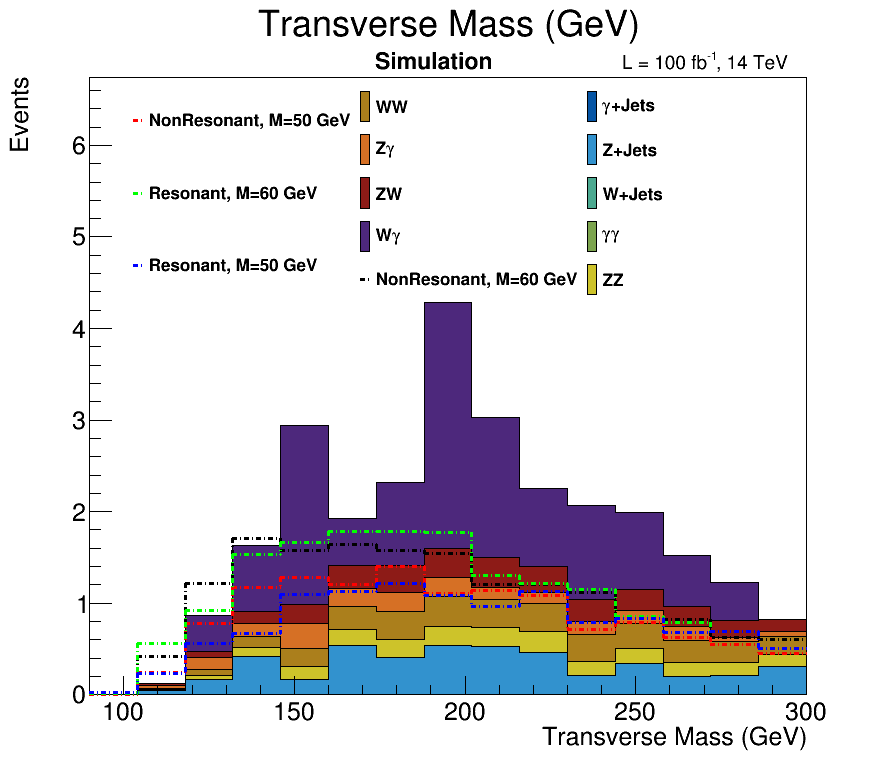 Transverse Mass (GeV)
Simulation
L = 100 fb⁻¹, 14 TeV
Events
NonResonant, M=50 GeV
Resonant, M=60 GeV
Resonant, M=50 GeV
WW
Zγ
ZW
Wγ
NonResonant, M=60 GeV
γ+Jets
Z+Jets
W+Jets
γγ
ZZ
6
5
4
3
2
1
0
100 150 200 250 300
Transverse Mass (GeV)